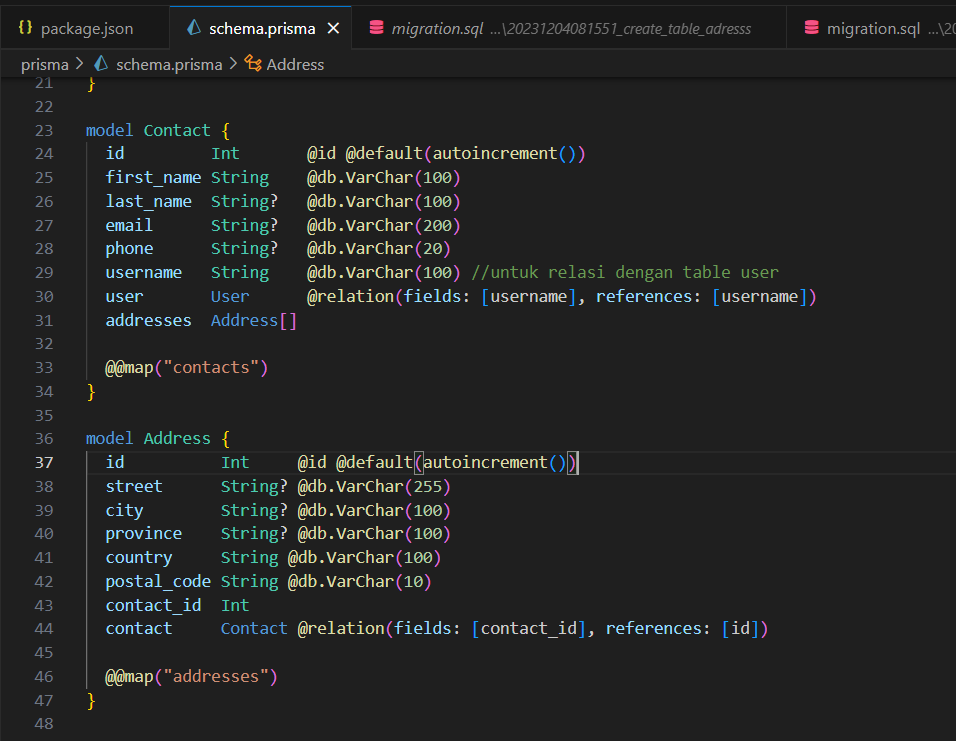 {} package.json schema.prisma × migration.sql ...\20231204081551_create_table_adresss migration.sql ...\20
prisma > schema.prisma > Address
21 }
22
23 model Contact {
24 id Int @id @default(autoincrement())
25 first_name String @db.VarChar(100)
26 last_name String? @db.VarChar(100)
27 email String? @db.VarChar(200)
28 phone String? @db.VarChar(20)
29 username String @db.VarChar(100) //untuk relasi dengan table user
30 user User @relation(fields: [username], references: [username])
31 addresses Address[]
32
33 @@map("contacts")
34 }
35
36 model Address {
37 id Int @id @default(autoincrement())
38 street String? @db.VarChar(255)
39 city String? @db.VarChar(100)
40 province String? @db.VarChar(100)
41 country String @db.VarChar(100)
42 postal_code String @db.VarChar(10)
43 contact_id Int
44 contact Contact @relation(fields: [contact_id], references: [id])
45
46 @@map("addresses")
47 }
48